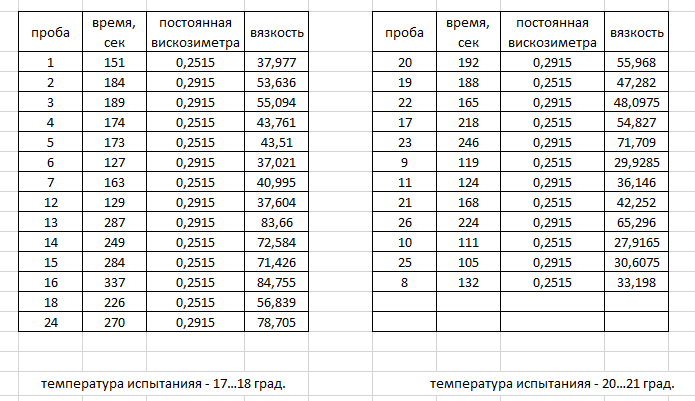 проба время, сек постоянная вискозиметра вязкость
1 151 0,2515 37,977
2 184 0,2915 53,636
3 189 0,2915 55,094
4 174 0,2515 43,761
5 173 0,2515 43,51
6 127 0,2915 37,021
7 163 0,2515 40,995
12 129 0,2915 37,604
13 287 0,2915 83,66
14 249 0,2515 72,584
15 284 0,2515 71,426
16 337 0,2515 84,755
18 226 0,2515 56,839
24 270 0,2915 78,705
температура испытанияя - 17...18 град.
проба время, сек постоянная вискозиметра вязкость
20 192 0,2915 55,968
19 188 0,2515 47,282
22 165 0,2915 48,0975
17 218 0,2515 54,827
23 246 0,2915 71,709
9 119 0,2515 29,9285
11 124 0,2915 36,146
21 168 0,2515 42,252
26 224 0,2915 65,296
10 111 0,2515 27,9165
25 105 0,2915 30,6075
8 132 0,2515 33,198
температура испытанияя - 20...21 град.